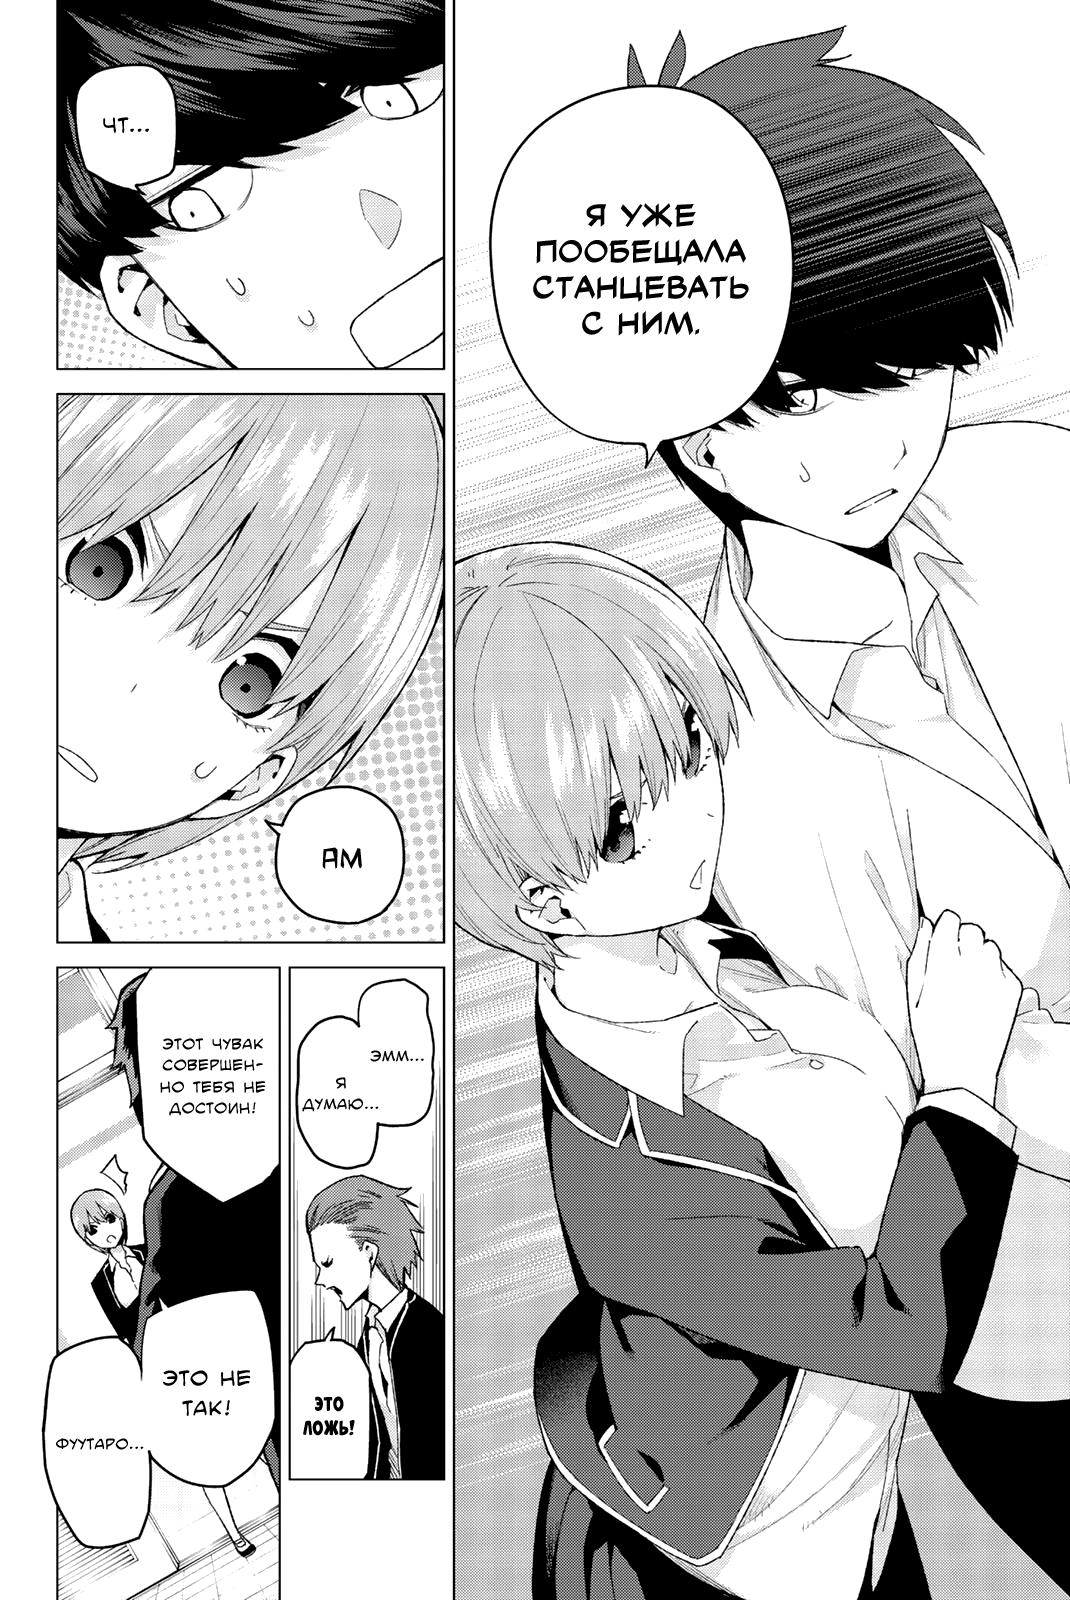 Я УЖЕ
ПООБЕЩАЛА
СТАНЦЕВАТЬ
С НИМ.
ЧТ...
АМ
ЭММ...
Я
ДУМАЮ...
ЭТО
ЛОЖЬ!
ЭТОТ ЧУВАК
СОВЕРШЕН-
НО ТЕБЯ НЕ
ДОСТОИН!
ЭТО НЕ
ТАК!
ФУУТАРО...